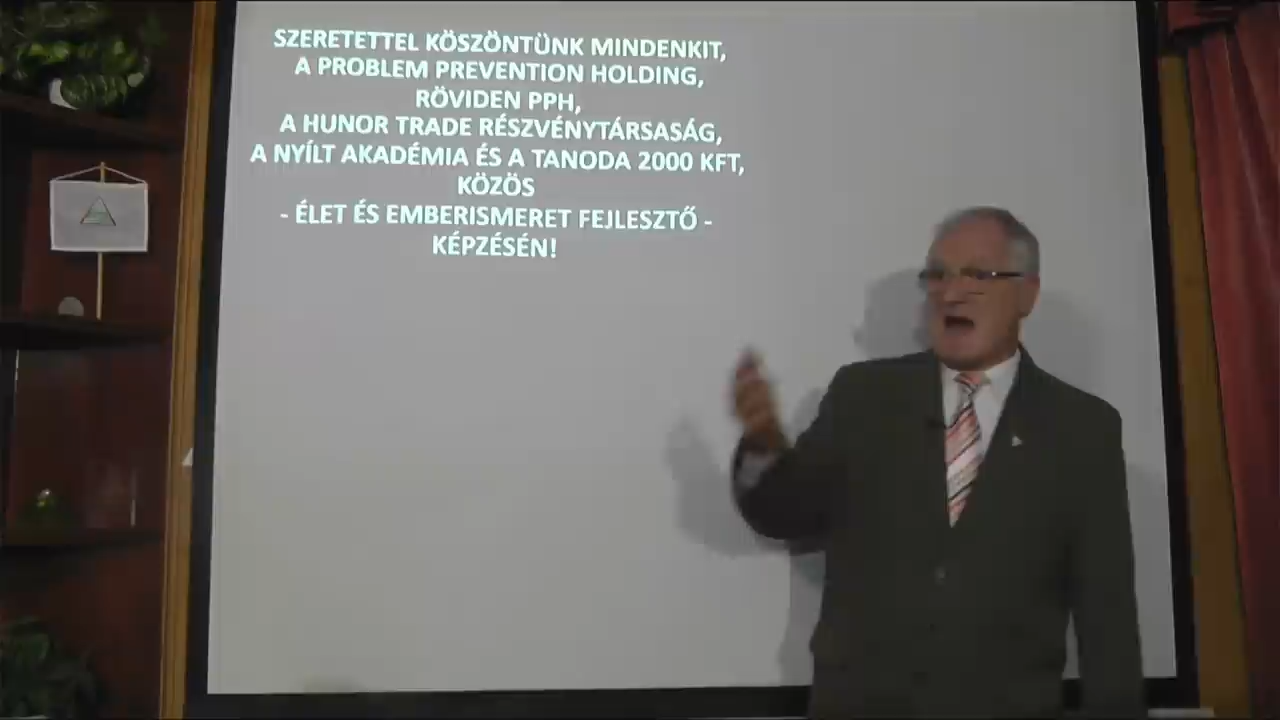 SZERETETTEL KÖSZÖNTÜNK MINDENKIT,
A PROBLEM PREVENTION HOLDING,
RÖVIDEN PPH,
A HUNOR TRADE RÉSZVÉNYTÁRSASÁG,
A NYÍLT AKADÉMIA ÉS A TANODA 2000 KFT,
KÖZÖS
- ÉLET ÉS EMBERISMERET FEJLESZTŐ -
KÉPZÉSÉN!